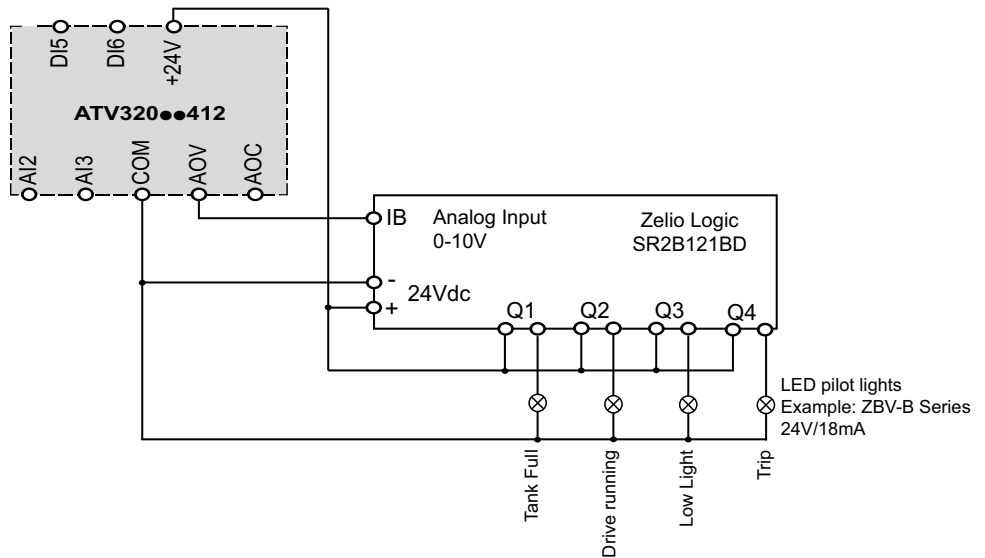 DI5
DI6
+24V
ATV320●●412
AI2
AI3
COM
AOV
AOC
IB
Analog Input
0-10V
Zelio Logic
SR2B121BD
-
24Vdc
+
Q1
Q2
Q3
Q4
LED pilot lights
Example: ZBV-B Series
24V/18mA
Tank Full
Drive running
Low Light
Trip